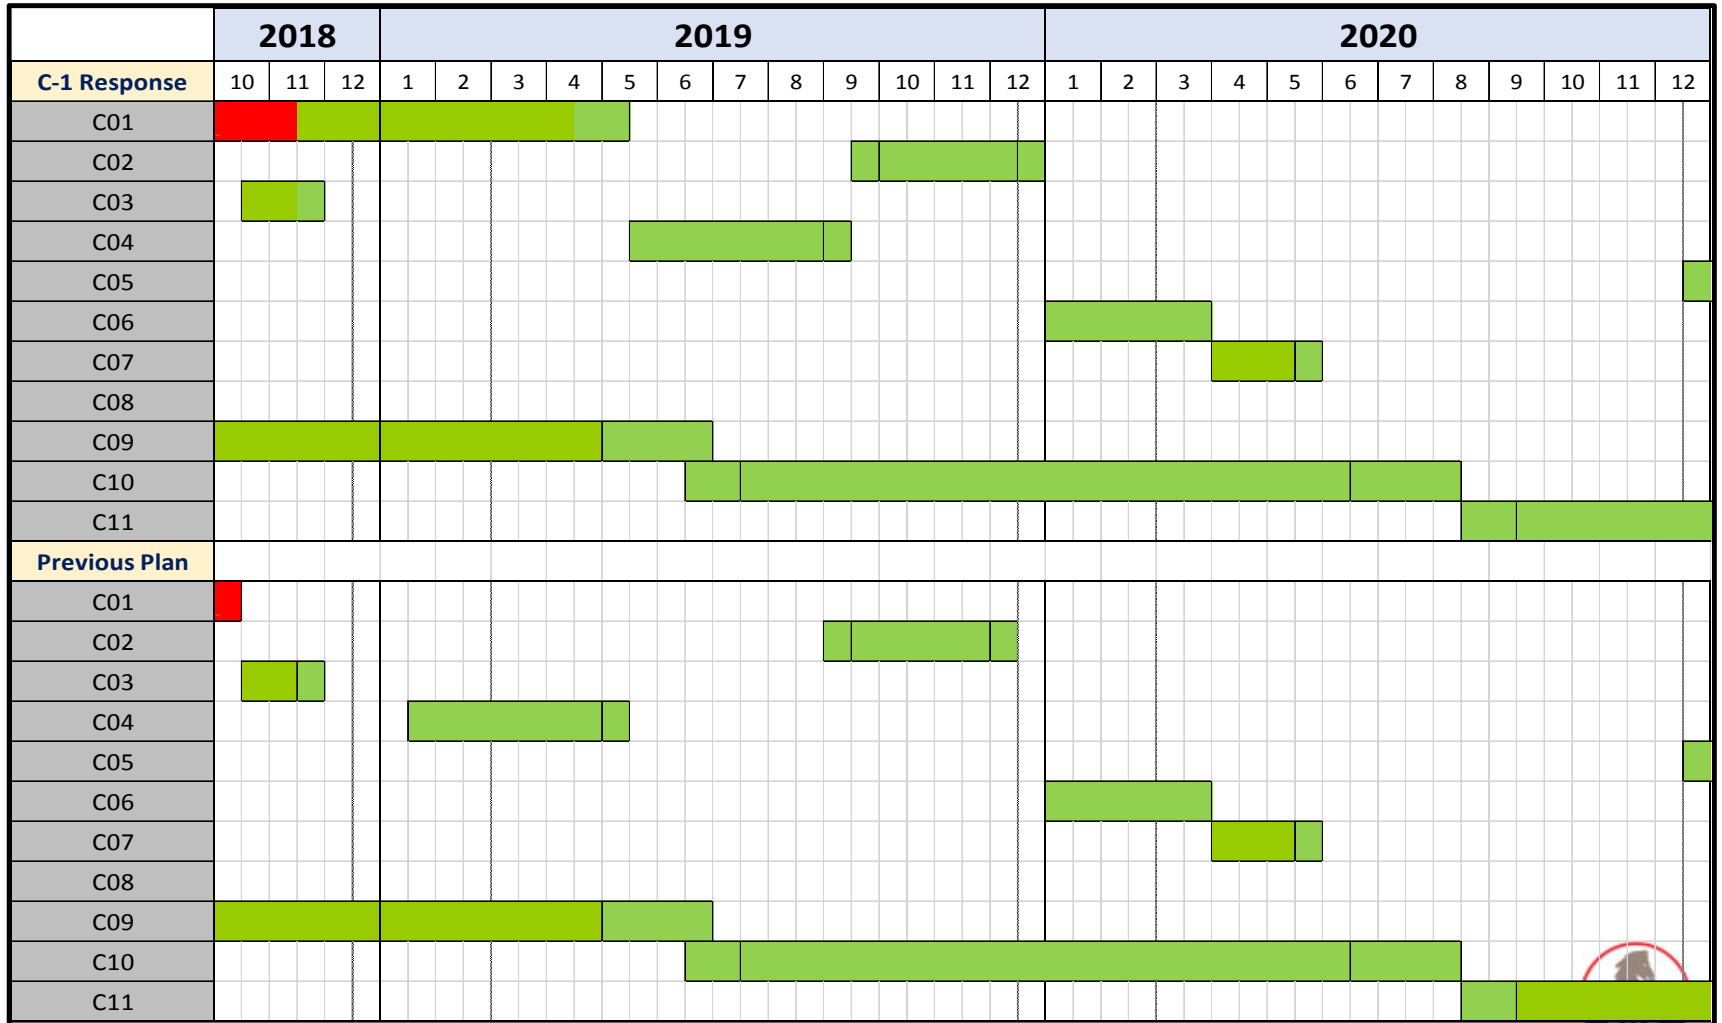 2018 2019 2020
C-1 Response 10 11 12 1 2 3 4 5 6 7 8 9 10 11 12 1 2 3 4 5 6 7 8 9 10 11 12
C01
C02
C03
C04
C05
C06
C07
C08
C09
C10
C11
Previous Plan
C01
C02
C03
C04
C05
C06
C07
C08
C09
C10
C11